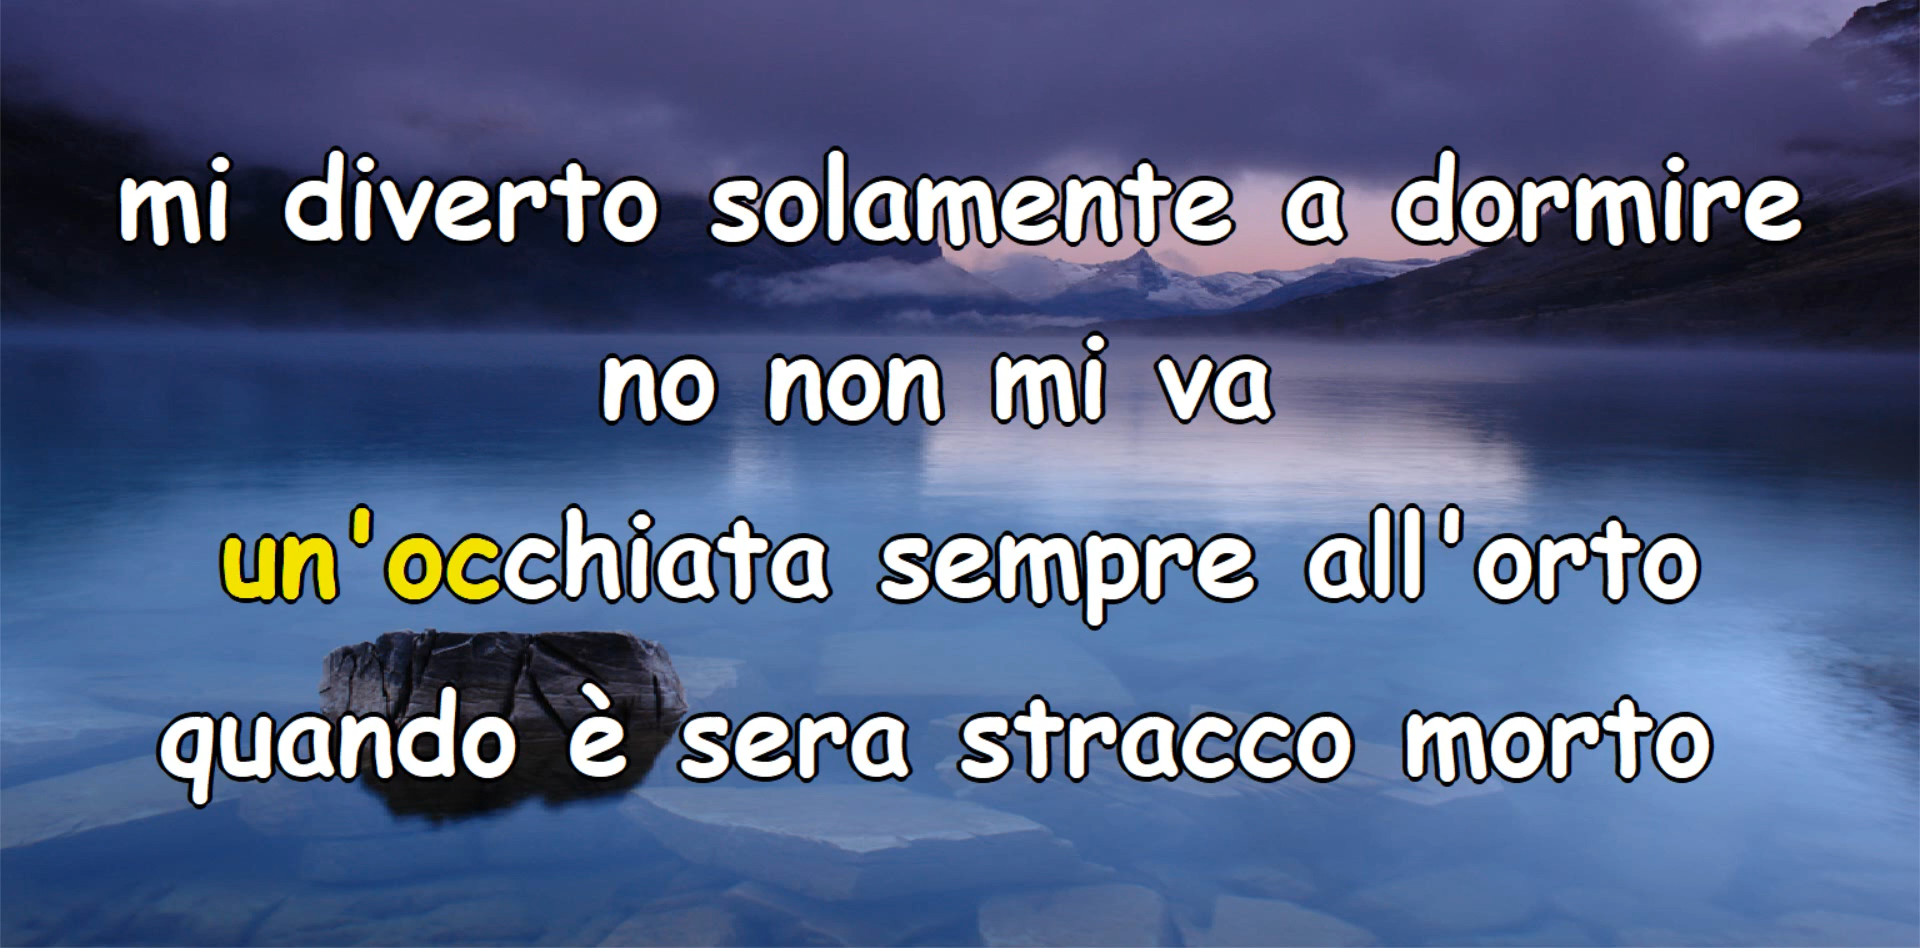 mi diverto solamente a dormire
no non mi va
un'occhiata sempre all'orto
quando è sera stracco morto